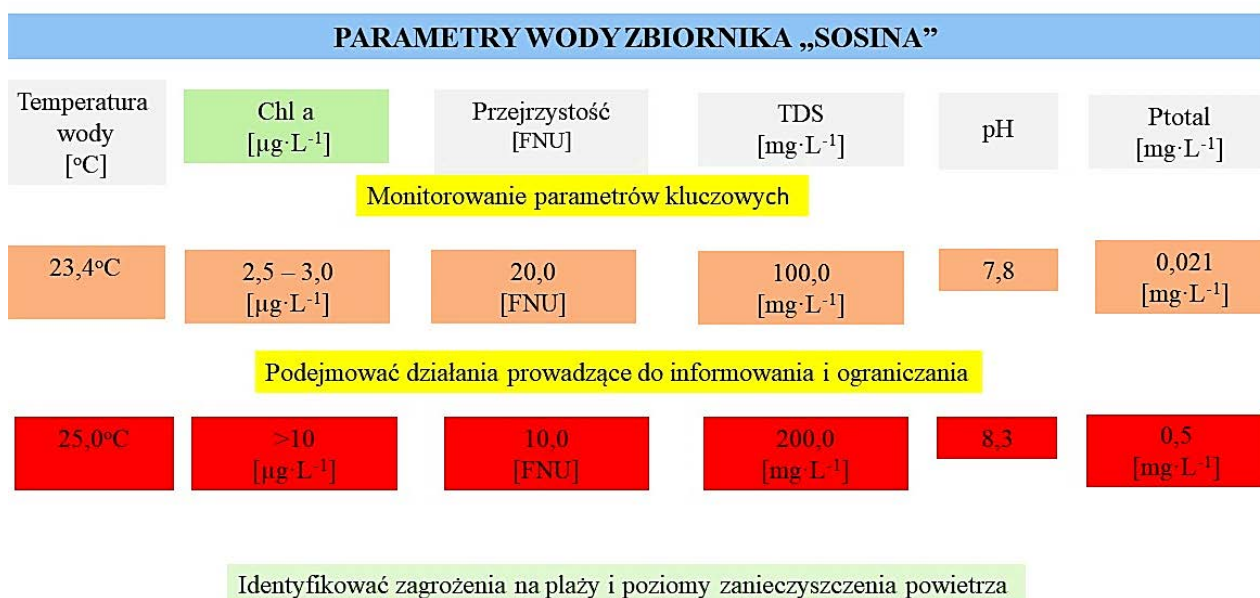 PARAMETRY WODY ZBIORNIKA „SOSINA”
Temperatura
wody
[°C]
Chl a
[µg·L⁻¹]
Przejrzystość
[FNU]
TDS
[mg·L⁻¹]
pH
Ptotal
[mg·L⁻¹]
Monitorowanie parametrów kluczowych
23,4°C
2,5 – 3,0
[µg·L⁻¹]
20,0
[FNU]
100,0
[mg·L⁻¹]
7,8
0,021
[mg·L⁻¹]
Podejmować działania prowadzące do informowania i ograniczania
25,0°C
>10
[µg·L⁻¹]
10,0
[FNU]
200,0
[mg·L⁻¹]
8,3
0,5
[mg·L⁻¹]
Identyfikować zagrożenia na plaży i poziomy zanieczyszczenia powietrza